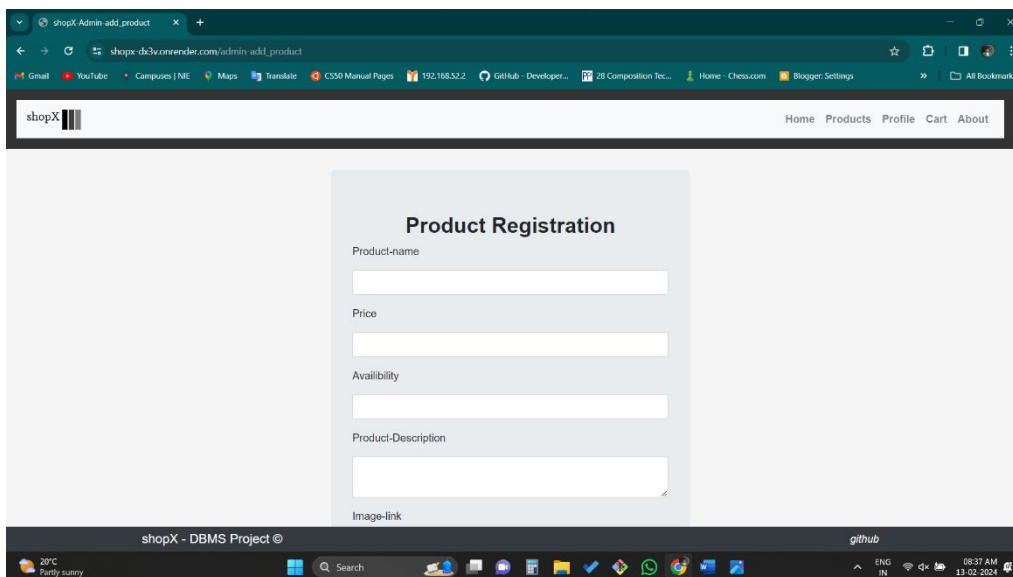 shopX-Admin-add_product
shopx-dx3v.onrender.com/admin-add_product
Gmail YouTube Campuses | NIE Maps Translate CS50 Manual Pages 192.168.52.2 GitHub - Developer... 28 Composition Tec... Home - Chess.com Blogger: Settings » All Bookmark
shopX Home Products Profile Cart About
Product Registration
Product-name
Price
Availibility
Product-Description
Image-link
shopX - DBMS Project © github
20°C
Partly sunny
Search
ENG
IN
08:37 AM
13-02-2024